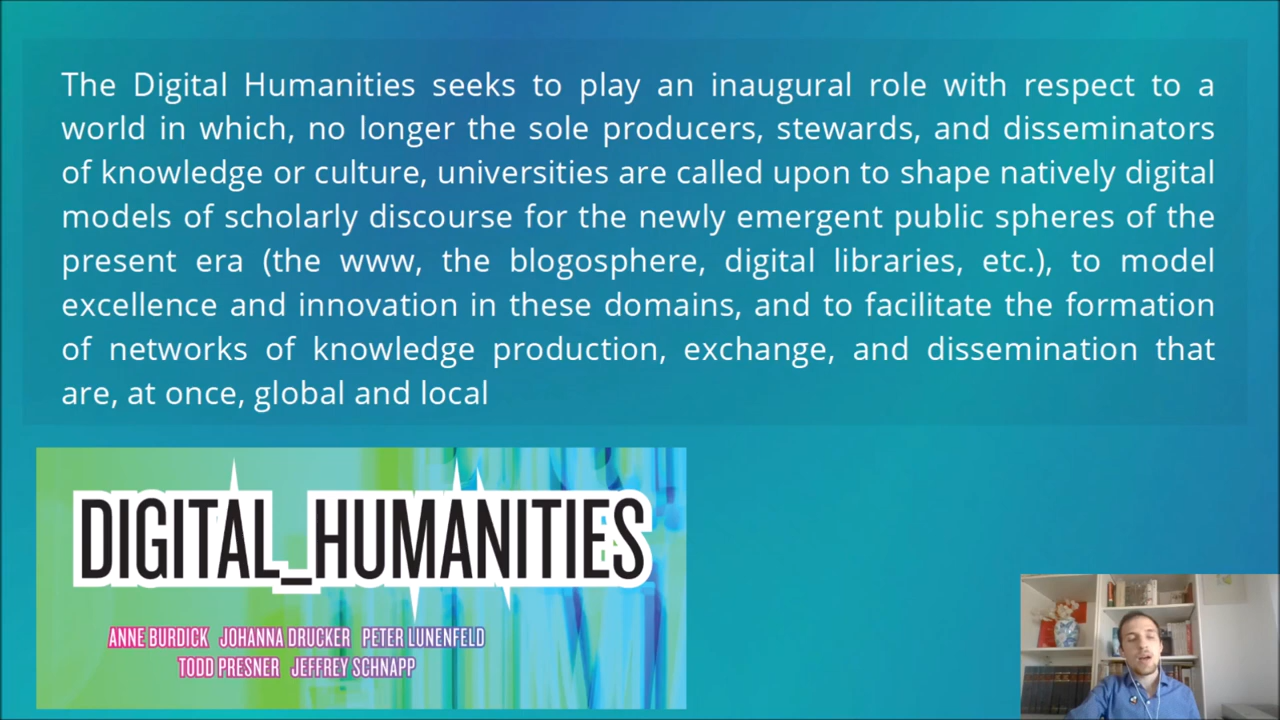 The Digital Humanities seeks to play an inaugural role with respect to a
world in which, no longer the sole producers, stewards, and disseminators
of knowledge or culture, universities are called upon to shape natively digital
models of scholarly discourse for the newly emergent public spheres of the
present era (the www, the blogosphere, digital libraries, etc.), to model
excellence and innovation in these domains, and to facilitate the formation
of networks of knowledge production, exchange, and dissemination that
are, at once, global and local
DIGITAL_HUMANITIES
ANNE BURDICK JOHANNA DRUCKER PETER LUNENFELD
TODD PRESNER JEFFREY SCHNAPP